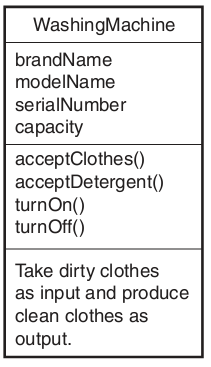 WashingMachine
brandName
modelName
serialNumber
capacity
acceptClothes()
acceptDetergent()
turnOn()
turnOff()
Take dirty clothes
as input and produce
clean clothes as
output.